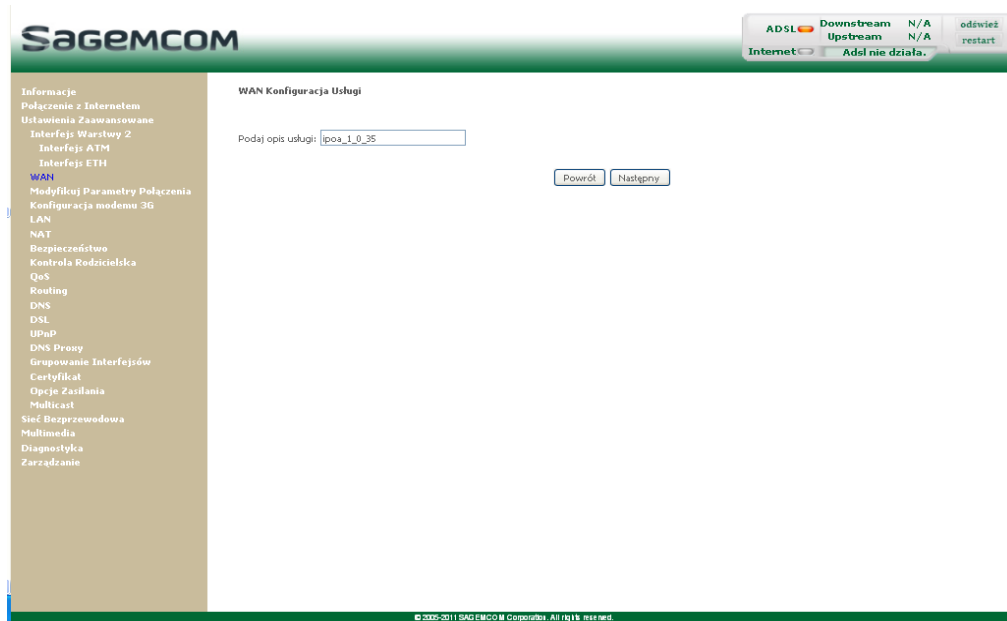 Sagemcom
ADSL Downstream N/A
Upstream N/A
Internet Adsl nie działa.
odśwież
restart
Informacje
Połączenie z Internetem
Ustawienia Zaawansowane
Interfejs Warstwy 2
Interfejs ATM
Interfejs ETH
WAN
Modyfikuj Parametry Połączenia
Konfiguracja modemu 3G
LAN
NAT
Bezpieczeństwo
Kontrola Rodzicielska
QoS
Routing
DNS
DSL
UPnP
DNS Proxy
Grupowanie Interfejsów
Certyfikat
Opcje Zasilania
Multicast
Sieć Bezprzewodowa
Multimedia
Diagnostyka
Zarządzanie
WAN Konfiguracja Usługi
Podaj opis usługi: ipoa_1_0_35
Powrót Następny
© 2005-2011 SAGEMCOM Corporation. All rights reserved.